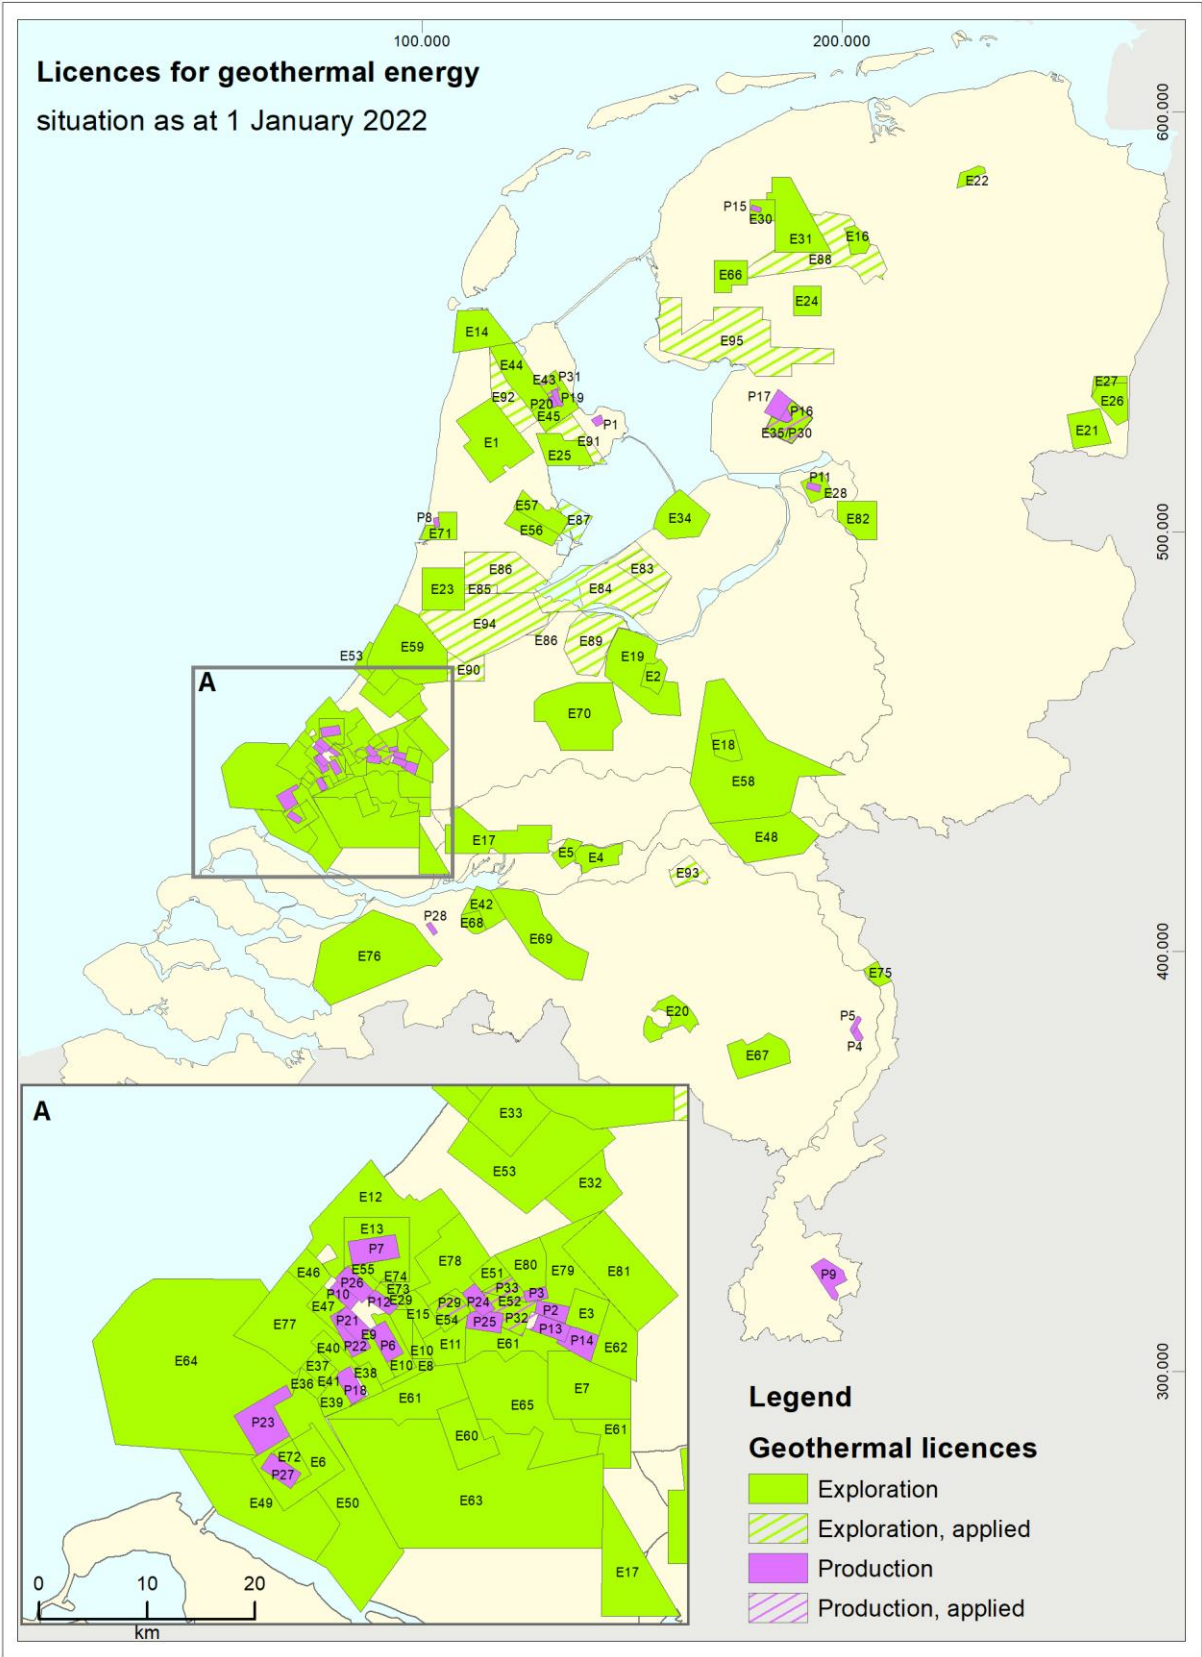 100.000
200.000
Licences for geothermal energy
situation as at 1 January 2022
600.000
E22
P15
E30
E31
E16
E88
E66
E24
E14
E95
E44
E43
P31
E92
P20
P19
E45
P17
P16
E35/P30
E27
E26
E21
E1
P1
E91
E25
P11
E28
E57
E56
E87
E34
E82
P8
E71
500.000
E86
E83
E23
E85
E84
E94
E59
E86
E89
E53
E90
E19
E2
A
E70
E18
E58
E17
E48
E5
E4
E93
E42
P28
E68
E69
E76
400.000
E75
E20
P5
P4
E67
A
E33
E53
E32
E12
E13
P7
E78
E80
E79
E81
E46
E55
E74
E51
P26
E73
P33
P10
P12
E29
P29
P24
E52
P3
E47
E15
E54
P2
E3
E77
P21
P25
P32
P13
E9
P22
P6
E11
E61
P14
E62
E40
E10
E64
E37
E38
E10
E8
E36
E41
P18
E7
E39
E61
E65
P23
E60
E61
E72
E6
P27
E49
E50
E63
E17
0
10
20
km
P9
300.000
Legend
Geothermal licences
Exploration
Exploration, applied
Production
Production, applied